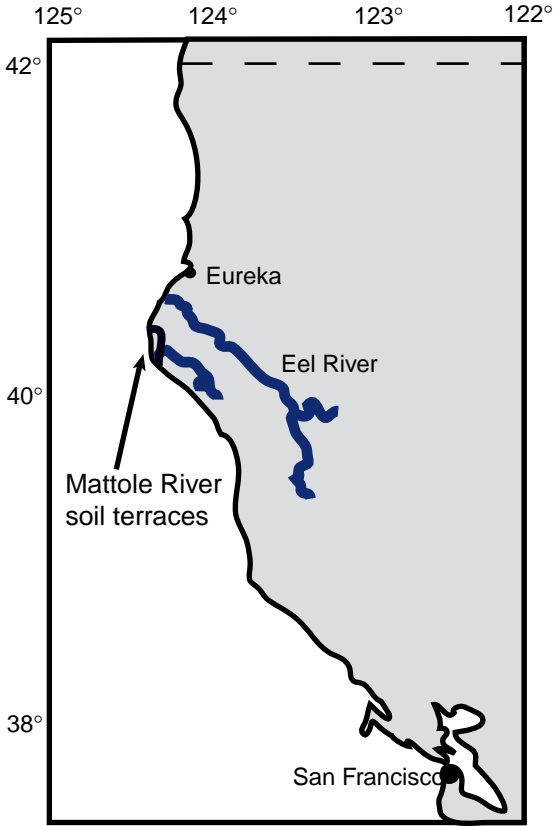 125° 124° 123° 122°
42°
Eureka
Eel River
40°
Mattole River
soil terraces
38°
San Francisco